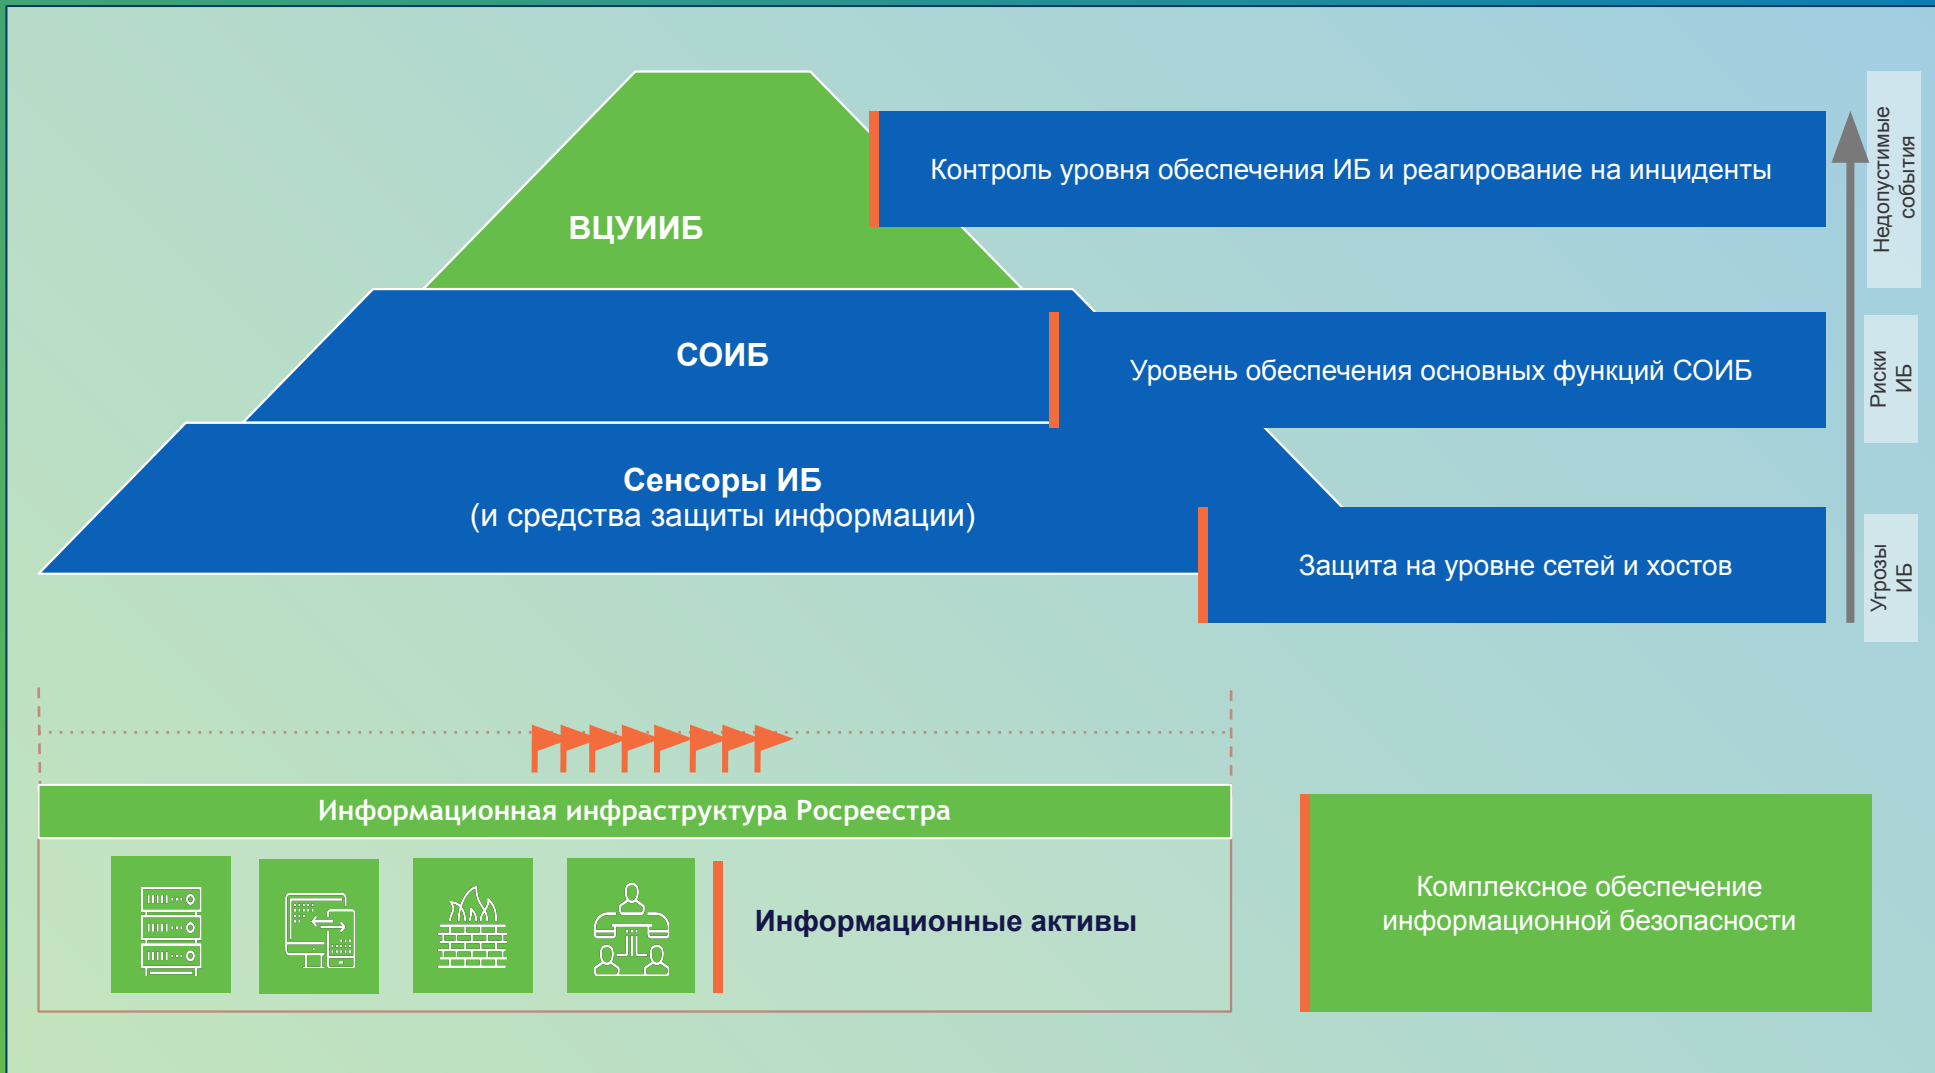 ВЦУИИБ
Контроль уровня обеспечения ИБ и реагирование на инциденты
Недопустимые
события
СОИБ
Уровень обеспечения основных функций СОИБ
Риски
ИБ
Сенсоры ИБ
(и средства защиты информации)
Защита на уровне сетей и хостов
Угрозы
ИБ
Информационная инфраструктура Росреестра
Информационные активы
Комплексное обеспечение
информационной безопасности